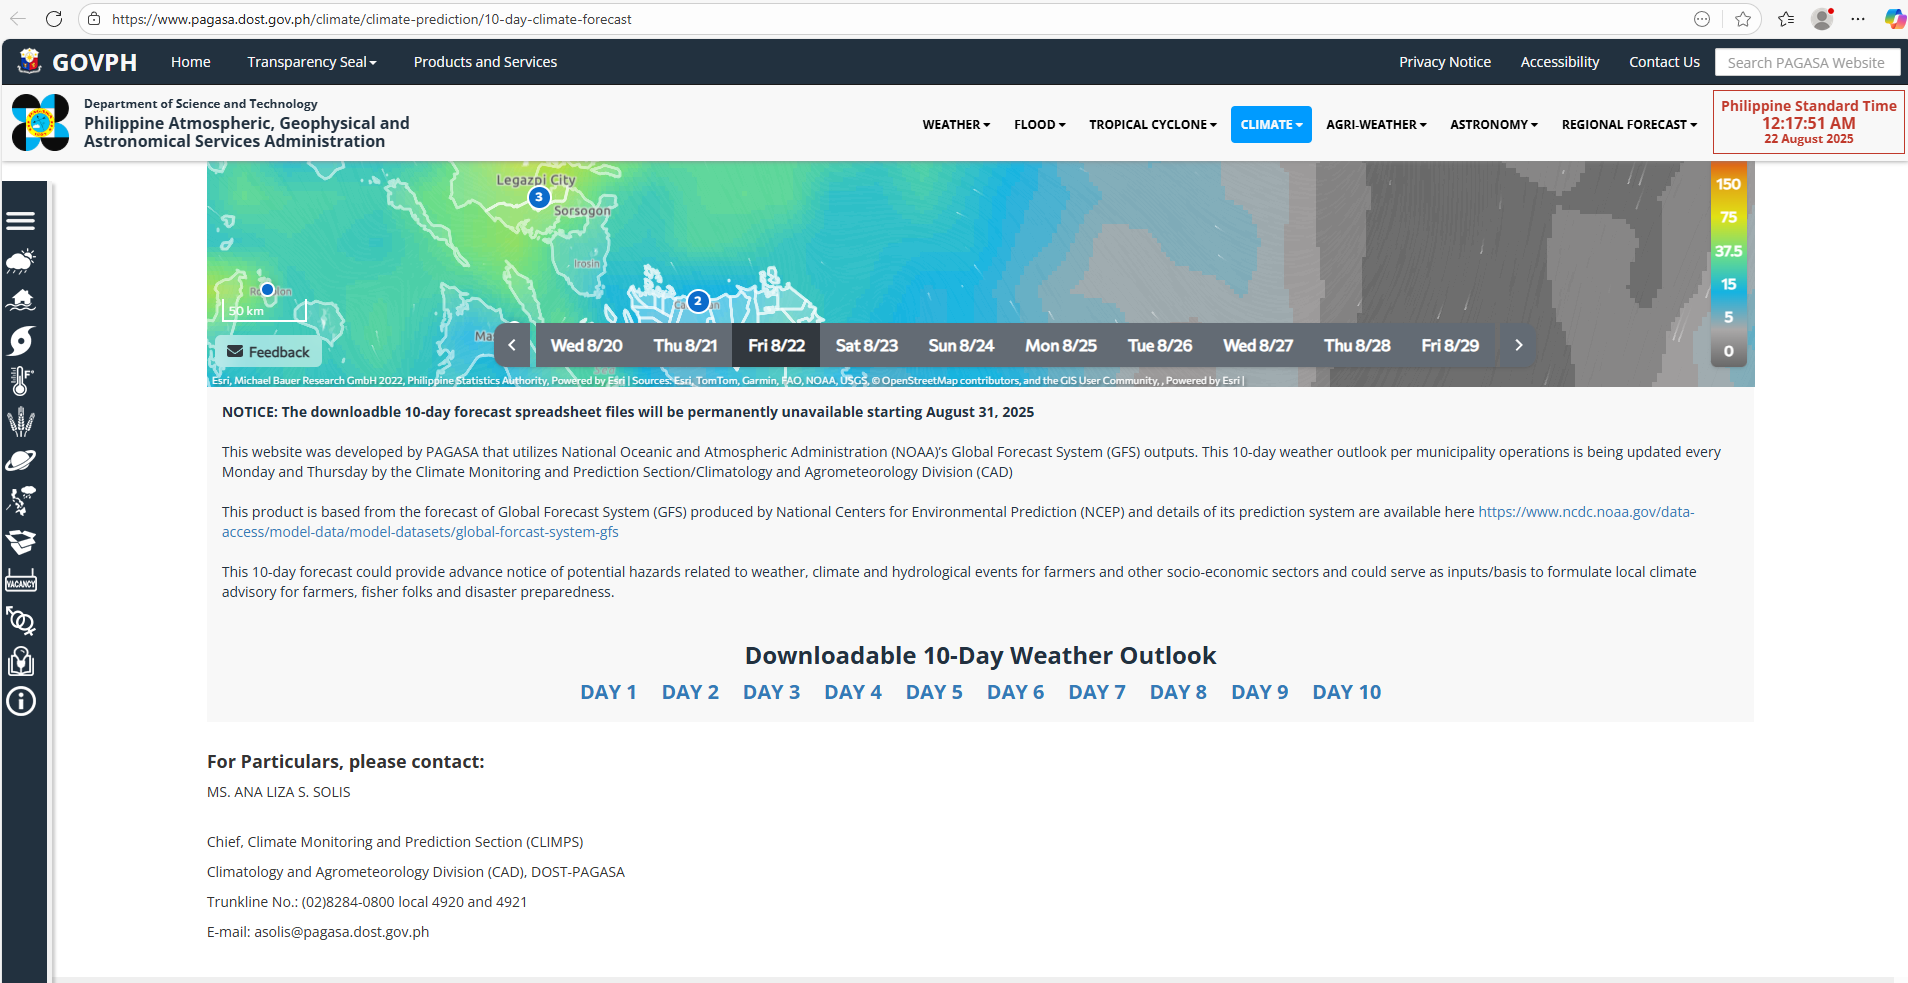 https://www.pagasa.dost.gov.ph/climate/climate-prediction/10-day-climate-forecast
GOVPH
Home
Transparency Seal
Products and Services
Privacy Notice
Accessibility
Contact Us
Search PAGASA Website
Department of Science and Technology
Philippine Atmospheric, Geophysical and
Astronomical Services Administration
WEATHER
FLOOD
TROPICAL CYCLONE
CLIMATE
AGRI-WEATHER
ASTRONOMY
REGIONAL FORECAST
Philippine Standard Time
12:17:51 AM
22 August 2025
Legazpi City
3
Sorsogon
Irosin
2
50 km
Feedback
Wed 8/20
Thu 8/21
Fri 8/22
Sat 8/23
Sun 8/24
Mon 8/25
Tue 8/26
Wed 8/27
Thu 8/28
Fri 8/29
150
75
37.5
15
5
0
Esri, Michael Bauer Research GmbH 2022, Philippine Statistics Authority, Powered by Esri | Sources: Esri, TomTom, Garmin, FAO, NOAA, USGS, © OpenStreetMap contributors, and the GIS User Community, , Powered by Esri |
NOTICE: The downloadble 10-day forecast spreadsheet files will be permanently unavailable starting August 31, 2025
This website was developed by PAGASA that utilizes National Oceanic and Atmospheric Administration (NOAA)’s Global Forecast System (GFS) outputs. This 10-day weather outlook per municipality operations is being updated every
Monday and Thursday by the Climate Monitoring and Prediction Section/Climatology and Agrometeorology Division (CAD)
This product is based from the forecast of Global Forecast System (GFS) produced by National Centers for Environmental Prediction (NCEP) and details of its prediction system are available here https://www.ncdc.noaa.gov/data-
access/model-data/model-datasets/global-forcast-system-gfs
This 10-day forecast could provide advance notice of potential hazards related to weather, climate and hydrological events for farmers and other socio-economic sectors and could serve as inputs/basis to formulate local climate
advisory for farmers, fisher folks and disaster preparedness.
Downloadable 10-Day Weather Outlook
DAY 1 DAY 2 DAY 3 DAY 4 DAY 5 DAY 6 DAY 7 DAY 8 DAY 9 DAY 10
For Particulars, please contact:
MS. ANA LIZA S. SOLIS
Chief, Climate Monitoring and Prediction Section (CLIMPS)
Climatology and Agrometeorology Division (CAD), DOST-PAGASA
Trunkline No.: (02)8284-0800 local 4920 and 4921
E-mail: asolis@pagasa.dost.gov.ph
VACANCY